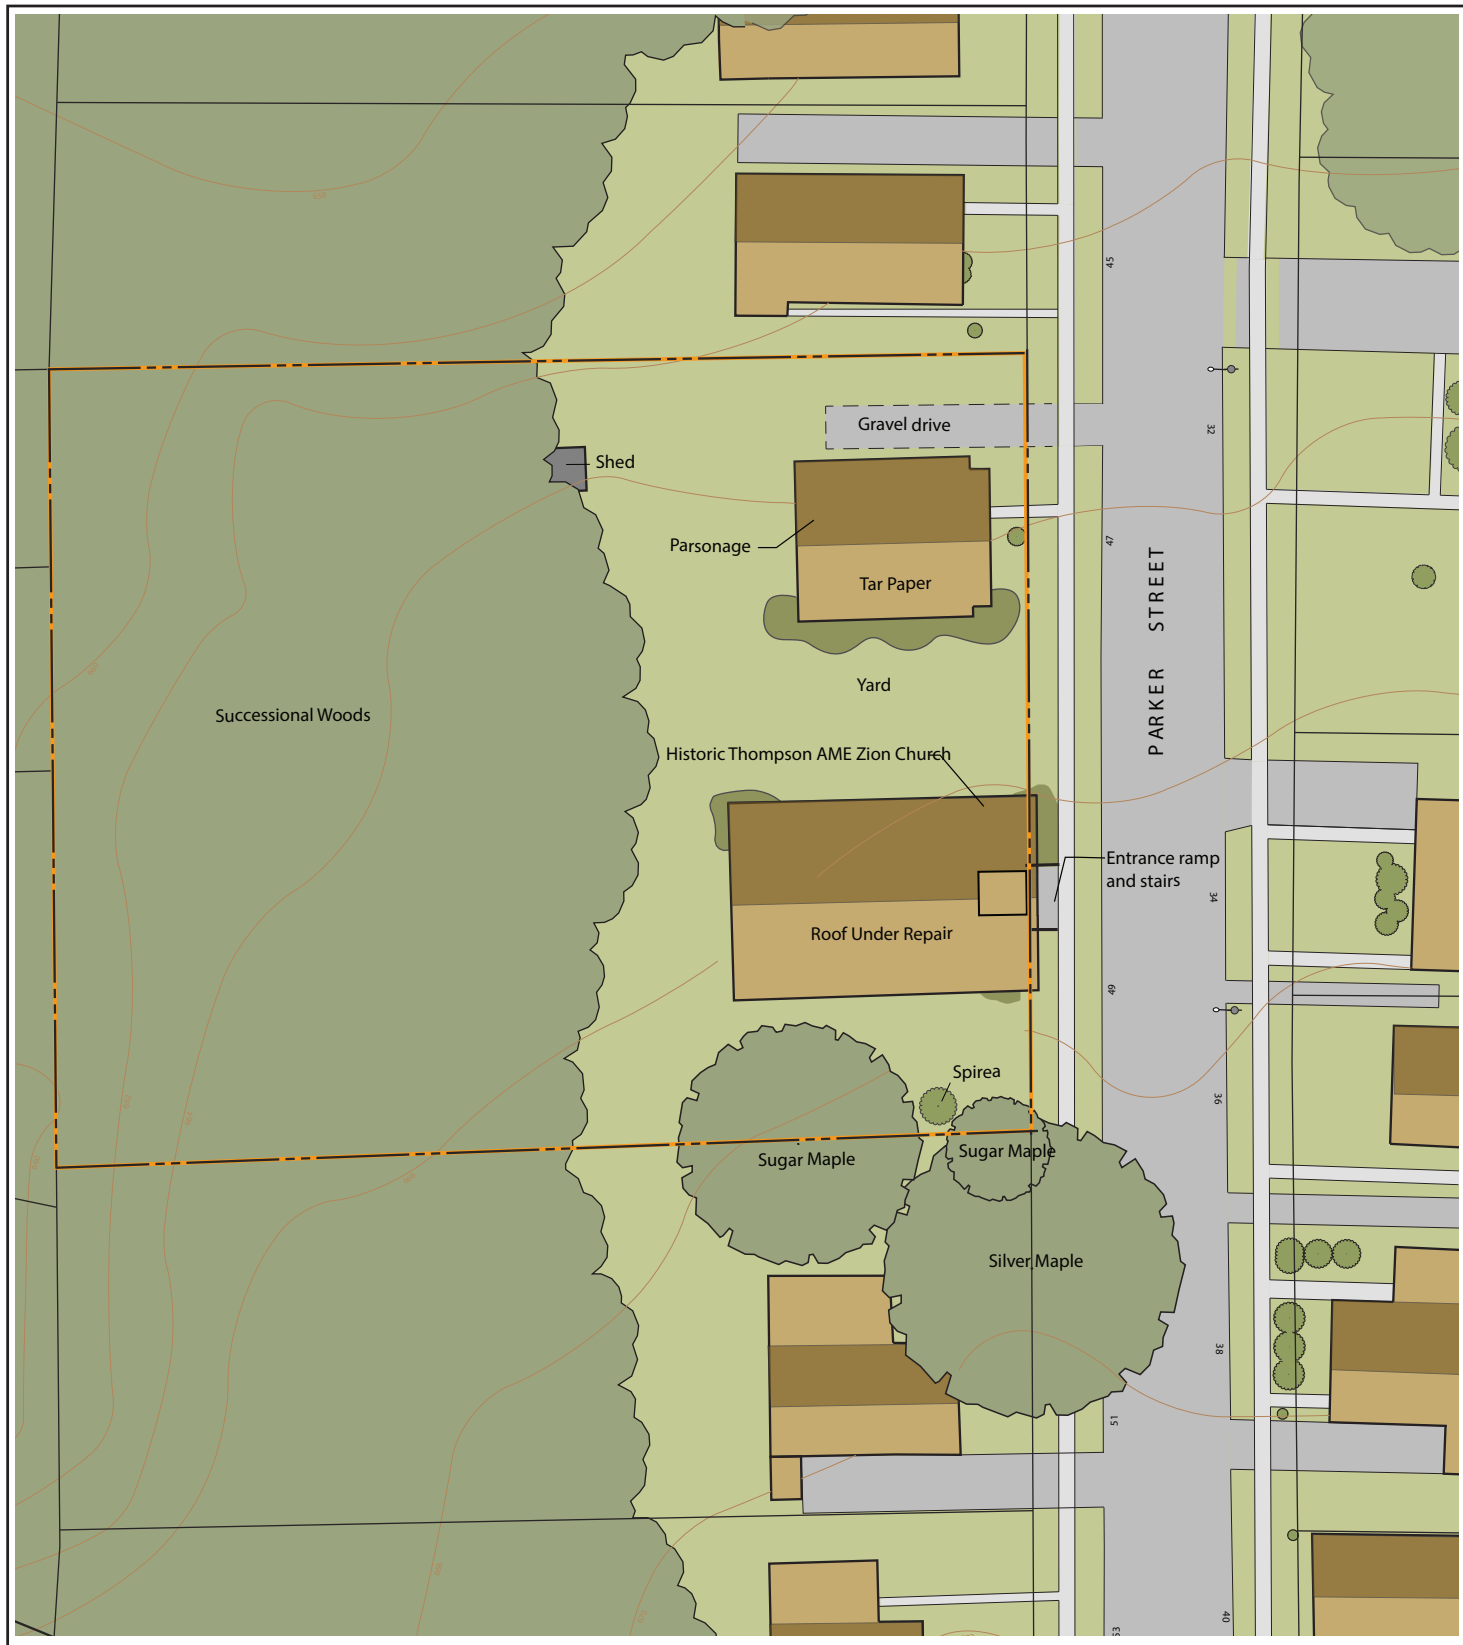 45
Gravel drive
32
Shed
47
Parsonage
Tar Paper
PARKER STREET
Yard
Successional Woods
Historic Thompson AME Zion Church
Entrance ramp
and stairs
34
Roof Under Repair
49
Spirea
36
Sugar Maple
Sugar Maple
Silver Maple
38
51
40
53